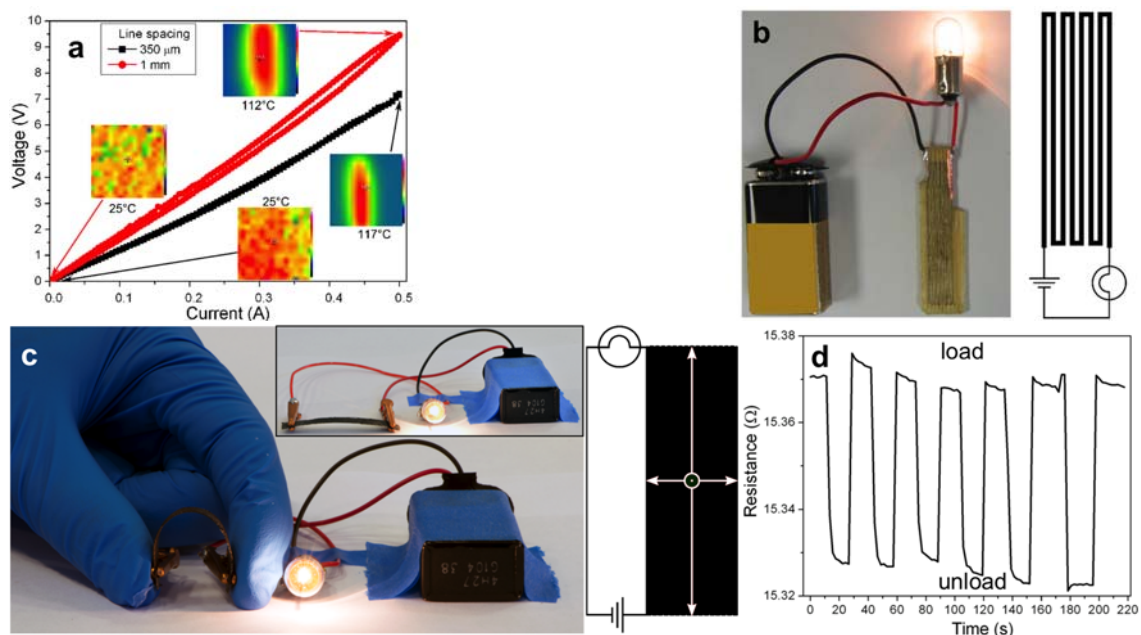 a
Line spacing
350 μm
1 mm
Voltage (V)
10
9
8
7
6
5
4
3
2
1
0
112°C
25°C
25°C
117°C
0.0 0.1 0.2 0.3 0.4 0.5
Current (A)
b
c
4H27
G104 38
4H27
G104 38
d
load
unload
Resistance (Ω)
15.38
15.36
15.34
15.32
0 20 40 60 80 100 120 140 160 180 200 220
Time (s)